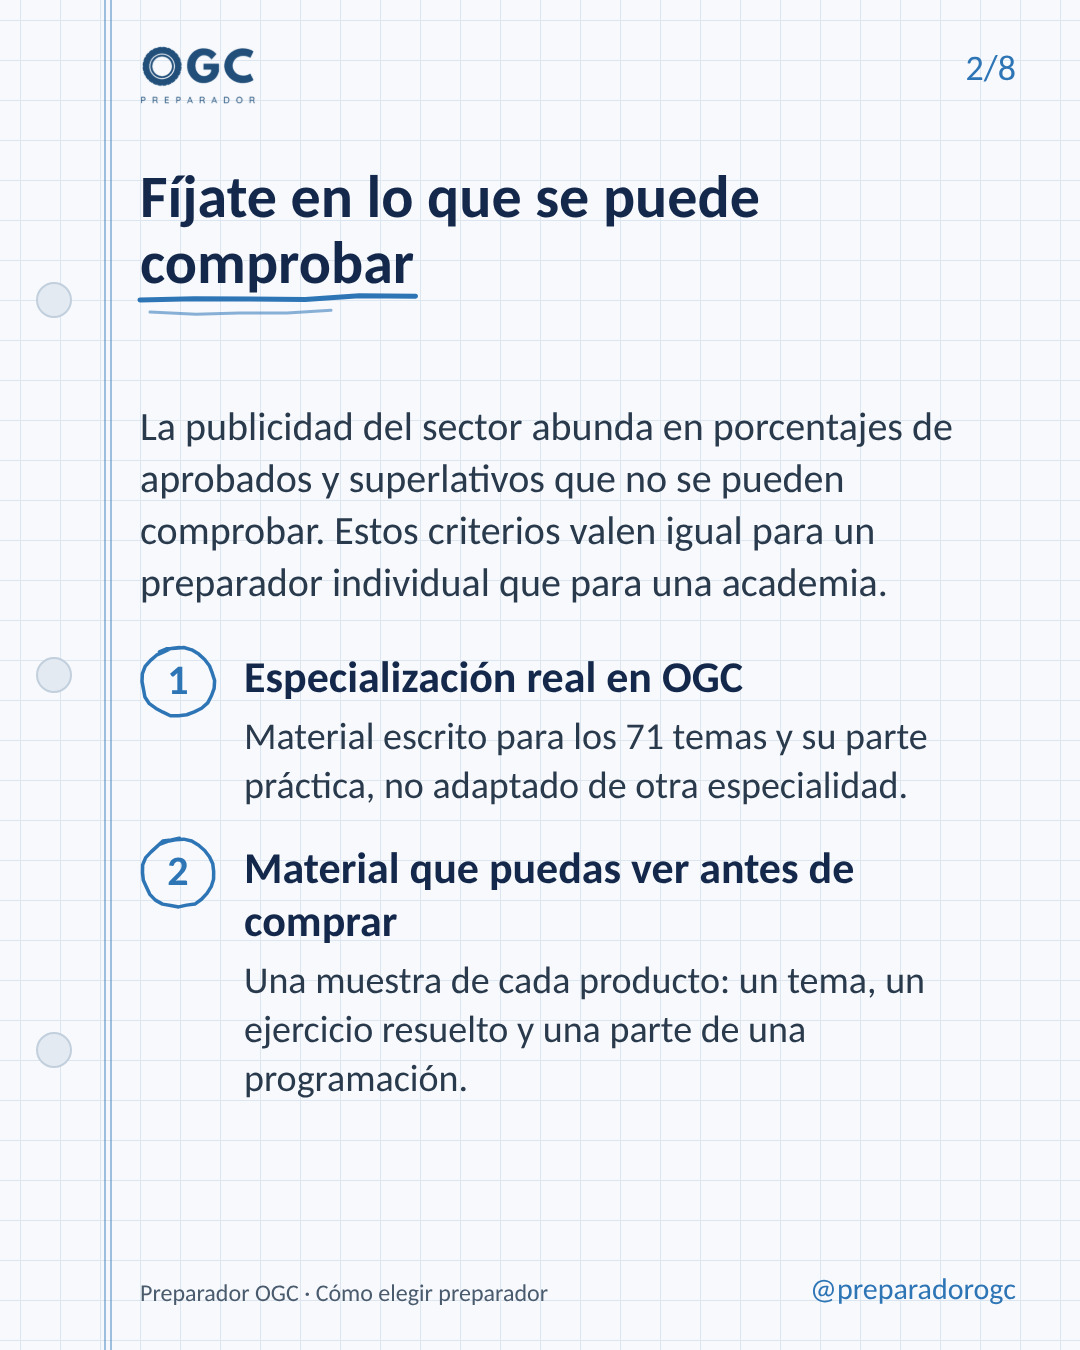 OGC
PREPARADOR
2/8
Fíjate en lo que se puede
comprobar
La publicidad del sector abunda en porcentajes de
aprobados y superlativos que no se pueden
comprobar. Estos criterios valen igual para un
preparador individual que para una academia.
1
Especialización real en OGC
Material escrito para los 71 temas y su parte
práctica, no adaptado de otra especialidad.
2
Material que puedas ver antes de
comprar
Una muestra de cada producto: un tema, un
ejercicio resuelto y una parte de una
programación.
Preparador OGC · Cómo elegir preparador
@preparadorogc